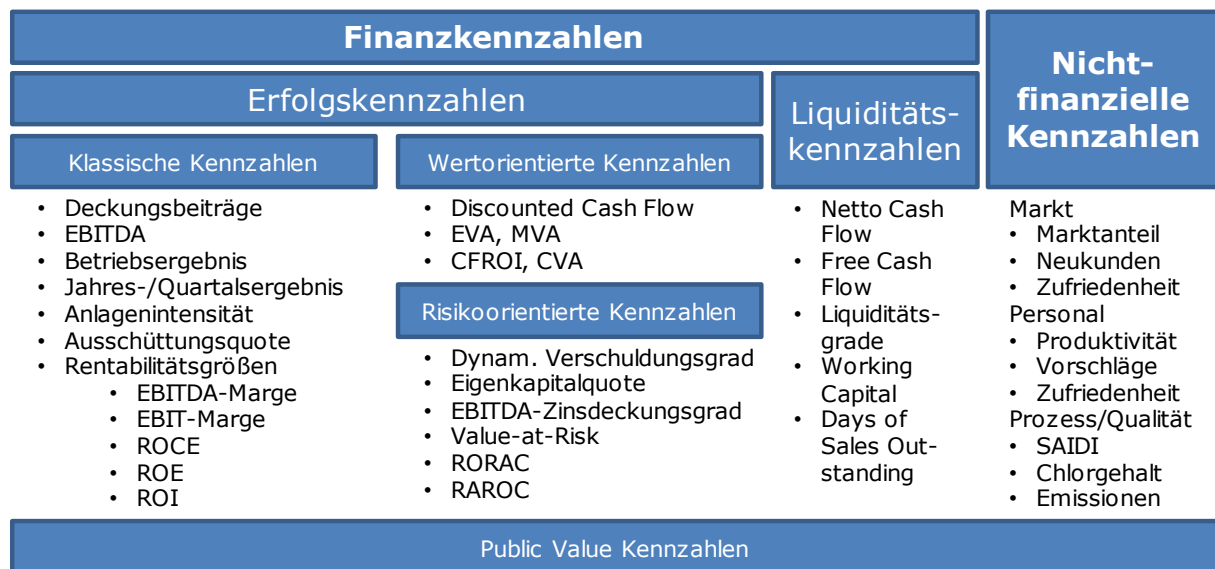 Finanzkennzahlen
Erfolgskennzahlen
Klassische Kennzahlen
• Deckungsbeiträge
• EBITDA
• Betriebsergebnis
• Jahres-/Quartalsergebnis
• Anlagenintensität
• Ausschüttungsquote
• Rentabilitätsgrößen
• EBITDA-Marge
• EBIT-Marge
• ROCE
• ROE
• ROI
Wertorientierte Kennzahlen
• Discounted Cash Flow
• EVA, MVA
• CFROI, CVA
Risikoorientierte Kennzahlen
• Dynam. Verschuldungsgrad
• Eigenkapitalquote
• EBITDA-Zinsdeckungsgrad
• Value-at-Risk
• RORAC
• RAROC
Liquiditäts-
kennzahlen
• Netto Cash
Flow
• Free Cash
Flow
• Liquiditäts-
grade
• Working
Capital
• Days of
Sales Out-
standing
Nicht-
finanzielle
Kennzahlen
Markt
• Marktanteil
• Neukunden
• Zufriedenheit
Personal
• Produktivität
• Vorschläge
• Zufriedenheit
Prozess/Qualität
• SAIDI
• Chlorgehalt
• Emissionen
Public Value Kennzahlen